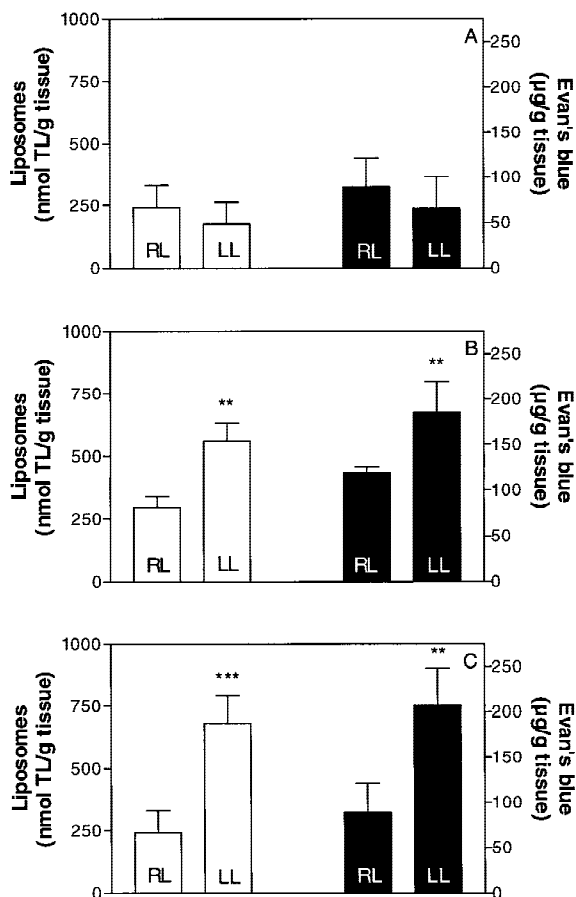 A
Liposomes
(nmol TL/g tissue)
1000
750
500
250
0
RL
LL
RL
LL
250
200
150
100
50
0
Evan's blue
(µg/g tissue)
B
Liposomes
(nmol TL/g tissue)
1000
750
500
250
0
**
**
RL
LL
RL
LL
250
200
150
100
50
0
Evan's blue
(µg/g tissue)
C
Liposomes
(nmol TL/g tissue)
1000
750
500
250
0
***
**
RL
LL
RL
LL
250
200
150
100
50
0
Evan's blue
(µg/g tissue)